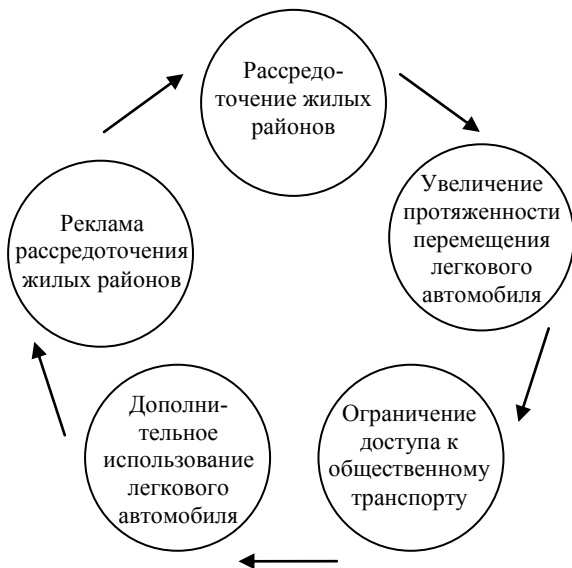 Рассредо-
точение жилых
районов
Увеличение
протяженности
перемещения
легкового
автомобиля
Ограничение
доступа к
общественному
транспорту
Дополни-
тельное
использование
легкового
автомобиля
Реклама
рассредоточения
жилых районов